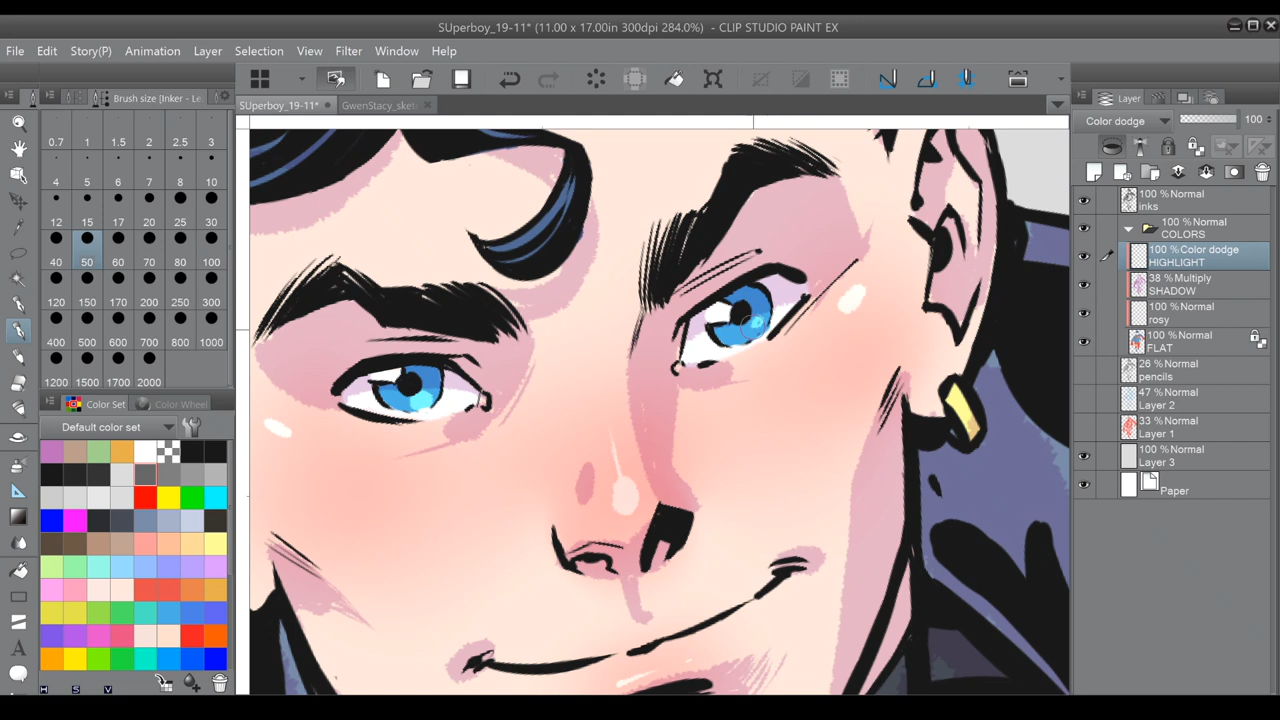 SUperboy_19-11* (11.00 x 17.00in 300dpi 284.0%) - CLIP STUDIO PAINT EX
File Edit Story(P) Animation Layer Selection View Filter Window Help
Brush size [Inker - Le
SUperboy_19-11* GwenStacy_sket
Layer
0.7 1 1.5 2 2.5 3
4 5 6 7 8 10
12 15 17 20 25 30
40 50 60 70 80 100
120 150 170 200 250 300
400 500 600 700 800 1000
1200 1500 1700 2000
Color Set Color Wheel
Default color set
H S V
Color dodge 100
100 % Normal
inks
100 % Normal
COLORS
100 % Color dodge
HIGHLIGHT
38 % Multiply
SHADOW
100 % Normal
rosy
100 % Normal
FLAT
26 % Normal
pencils
47 % Normal
Layer 2
33 % Normal
Layer 1
100 % Normal
Layer 3
Paper